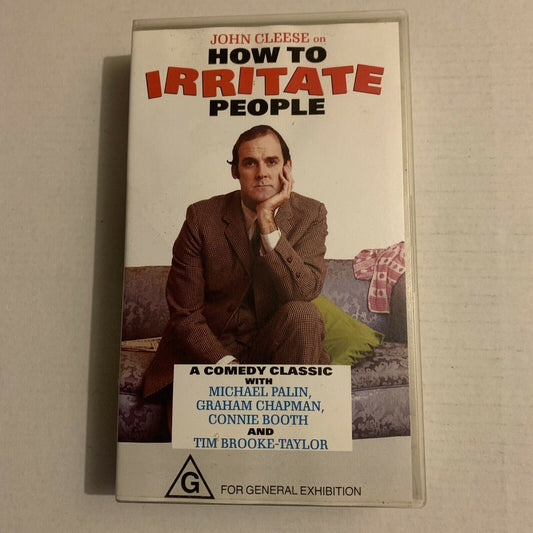 JOHN CLEESE on
HOW TO
IRRITATE
PEOPLE
A COMEDY CLASSIC
WITH
MICHAEL PALIN,
GRAHAM CHAPMAN,
CONNIE BOOTH
AND
TIM BROOKE-TAYLOR
G
FOR GENERAL EXHIBITION